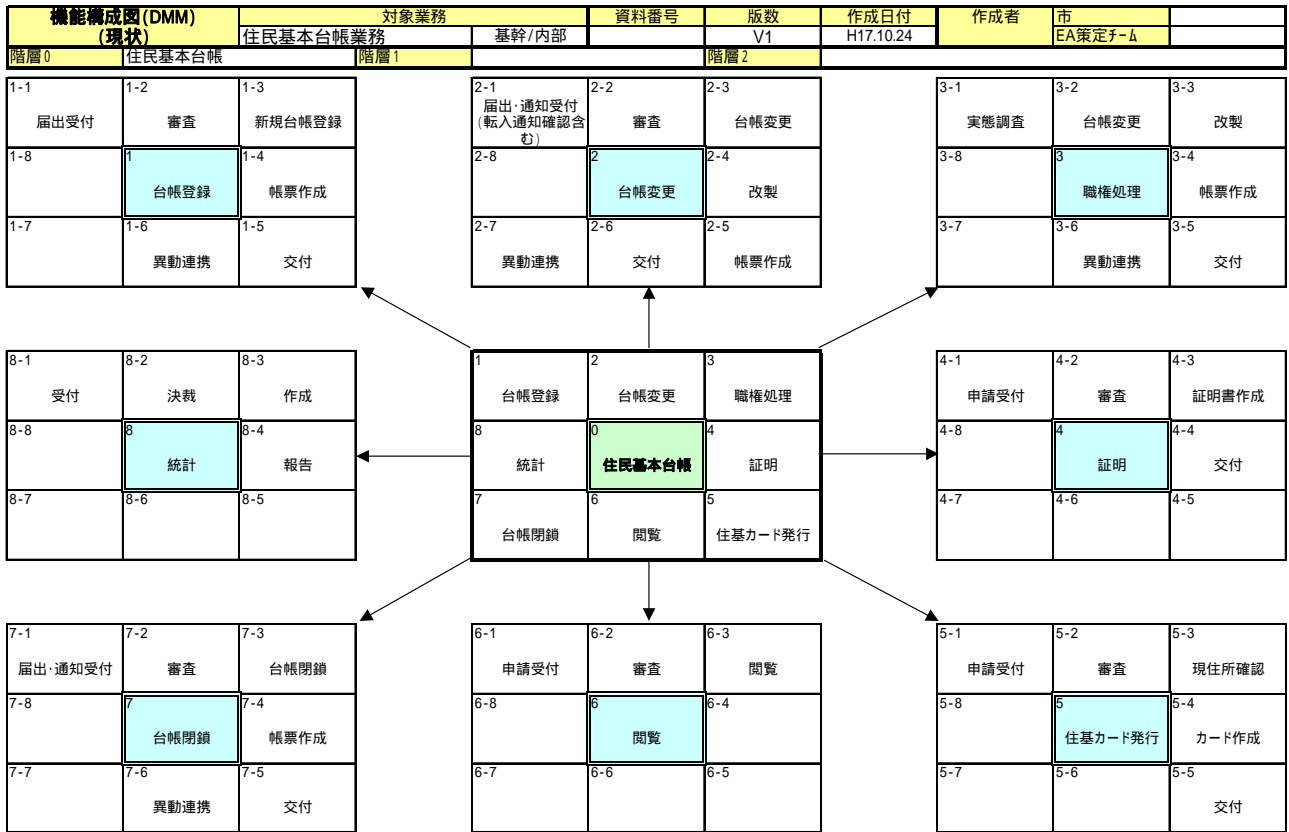 機能構成図(DMM)
(現状)
対象業務
資料番号
版数
作成日付
作成者
市
住民基本台帳業務
基幹/内部
V1
H17.10.24
EA策定チーム
階層0
住民基本台帳
階層1
階層2
1-1
届出受付
1-2
審査
1-3
新規台帳登録
1-8
1
台帳登録
1-4
帳票作成
1-7
1-6
異動連携
1-5
交付
2-1
届出・通知受付
(転入通知確認含
む)
2-2
審査
2-3
台帳変更
2-8
2
台帳変更
2-4
改製
2-7
異動連携
2-6
交付
2-5
帳票作成
3-1
実態調査
3-2
台帳変更
3-3
改製
3-8
3
職権処理
3-4
帳票作成
3-7
3-6
異動連携
3-5
交付
8-1
受付
8-2
決裁
8-3
作成
8-8
8
統計
8-4
報告
8-7
8-6
8-5
1
台帳登録
2
台帳変更
3
職権処理
8
統計
0
住民基本台帳
4
証明
7
台帳閉鎖
6
閲覧
5
住基カード発行
4-1
申請受付
4-2
審査
4-3
証明書作成
4-8
4
証明
4-4
交付
4-7
4-6
4-5
7-1
届出・通知受付
7-2
審査
7-3
台帳閉鎖
7-8
7
台帳閉鎖
7-4
帳票作成
7-7
7-6
異動連携
7-5
交付
6-1
申請受付
6-2
審査
6-3
閲覧
6-8
6
閲覧
6-4
6-7
6-6
6-5
5-1
申請受付
5-2
審査
5-3
現住所確認
5-8
5
住基カード発行
5-4
カード作成
5-7
5-6
5-5
交付